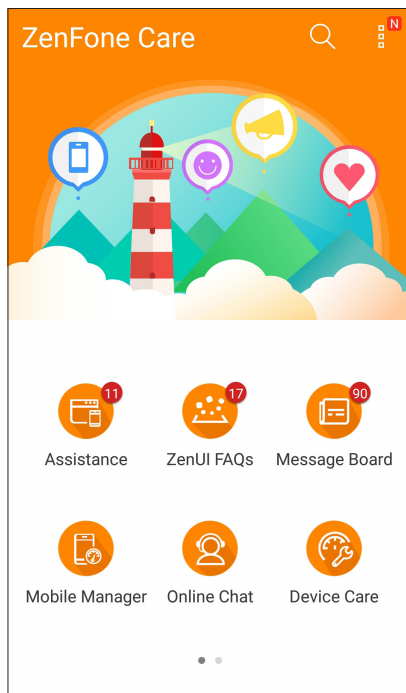 ZenFone Care
N
11
17
90
Assistance
ZenUI FAQs
Message Board
Mobile Manager
Online Chat
Device Care